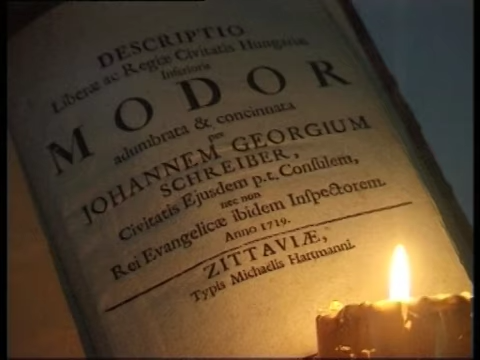 DESCRIPTIO
Liberæ ac Regiæ Civitatis Hungariæ
Inferioris
MODOR
adumbrata & concinnata
per
JOHANNEM GEORGIUM
SCHREIBER,
Civitatis Ejusdem p.t. Conſulem,
nec non
Rei Evangelicæ ibidem Inſpectorem.
Anno 1719.
ZITTAVIÆ,
Typis Michaelis Hartmanni.